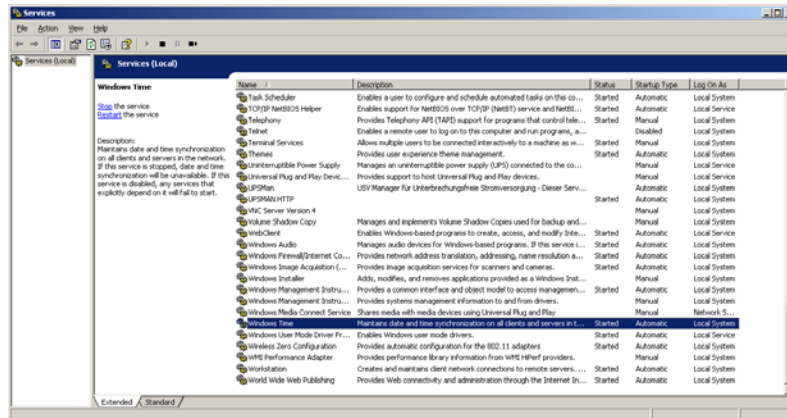 Services
File Action View Help
Services (Local)
Services (Local)
Windows Time
Stop the service
Restart the service
Description:
Maintains date and time synchronization
on all clients and servers in the network.
If this service is stopped, date and time
synchronization will be unavailable. If this
service is disabled, any services that
explicitly depend on it will fail to start.
Name Description Status Startup Type Log On As
Task Scheduler Enables a user to configure and schedule automated tasks on this co... Started Automatic Local System
TCP/IP NetBIOS Helper Enables support for NetBIOS over TCP/IP (NetBT) service and NetBI... Started Automatic Local Service
Telephony Provides Telephony API (TAPI) support for programs that control tele... Started Manual Local System
Telnet Enables a remote user to log on to this computer and run programs, a... Disabled Local System
Terminal Services Allows multiple users to be connected interactively to a machine as w... Started Manual Local System
Themes Provides user experience theme management. Started Automatic Local System
Uninterruptible Power Supply Manages an uninterruptible power supply (UPS) connected to the co... Manual Local Service
Universal Plug and Play Devic... Provides support to host Universal Plug and Play devices. Manual Local Service
UPSMan USV Manager für Unterbrechungsfreie Stromversorgung - Dieser Serv... Automatic Local System
UPSMAN HTTP Started Automatic Local System
VNC Server Version 4 Manual Local System
Volume Shadow Copy Manages and implements Volume Shadow Copies used for backup and... Manual Local System
WebClient Enables Windows-based programs to create, access, and modify Inte... Started Automatic Local Service
Windows Audio Manages audio devices for Windows-based programs. If this service i... Started Automatic Local System
Windows Firewall/Internet Co... Provides network address translation, addressing, name resolution a... Started Automatic Local System
Windows Image Acquisition (... Provides image acquisition services for scanners and cameras. Started Automatic Local System
Windows Installer Adds, modifies, and removes applications provided as a Windows Inst... Manual Local System
Windows Management Instru... Provides a common interface and object model to access managemen... Started Automatic Local System
Windows Management Instru... Provides systems management information to and from drivers. Manual Local System
Windows Media Connect Service Shares media with media devices using Universal Plug and Play Manual Network S...
Windows Time Maintains date and time synchronization on all clients and servers in t... Started Automatic Local System
Windows User Mode Driver Fr... Enables Windows user mode drivers. Started Automatic Local Service
Wireless Zero Configuration Provides automatic configuration for the 802.11 adapters Started Automatic Local System
WMI Performance Adapter Provides performance library information from WMI HiPerf providers. Manual Local System
Workstation Creates and maintains client network connections to remote servers. ... Started Automatic Local System
World Wide Web Publishing Provides Web connectivity and administration through the Internet In... Started Automatic Local System
Extended Standard